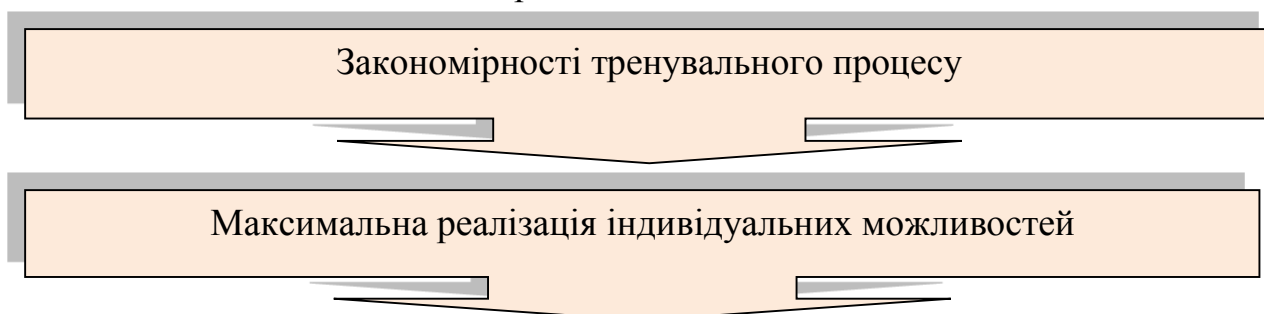 Закономірності тренувального процесу
Максимальна реалізація індивідуальних можливостей